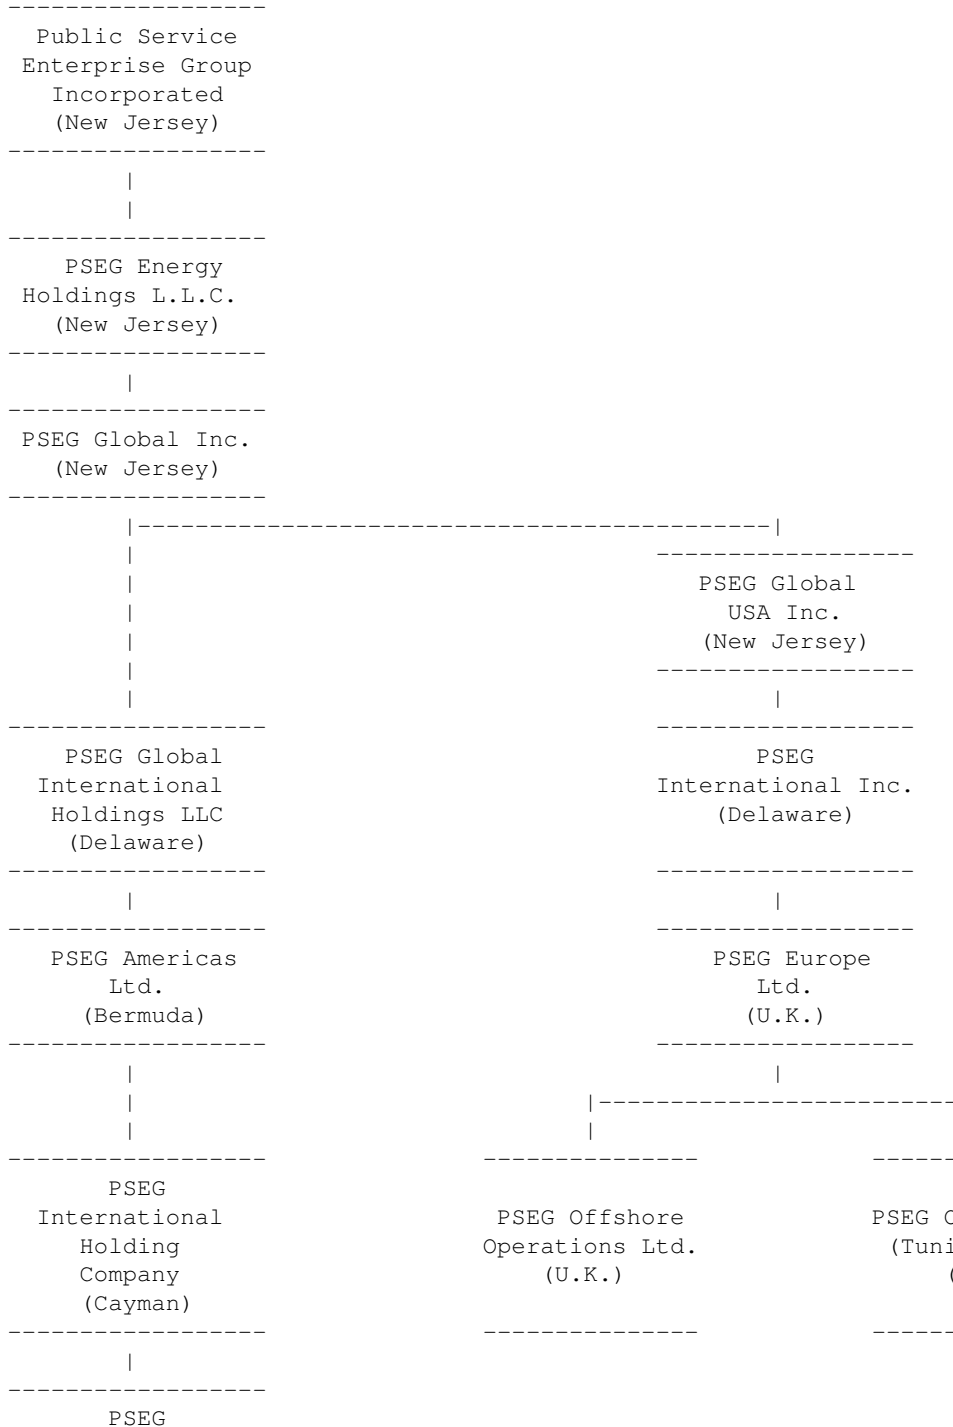 Public Service
Enterprise Group
Incorporated
(New Jersey)
PSEG Energy
Holdings L.L.C.
(New Jersey)
PSEG Global Inc.
(New Jersey)
PSEG Global
USA Inc.
(New Jersey)
PSEG Global
International
Holdings LLC
(Delaware)
PSEG
International Inc.
(Delaware)
PSEG Americas
Ltd.
(Bermuda)
PSEG Europe
Ltd.
(U.K.)
PSEG
International
Holding
Company
(Cayman)
PSEG Offshore
Operations Ltd.
(U.K.)
PSEG
(
PSEG